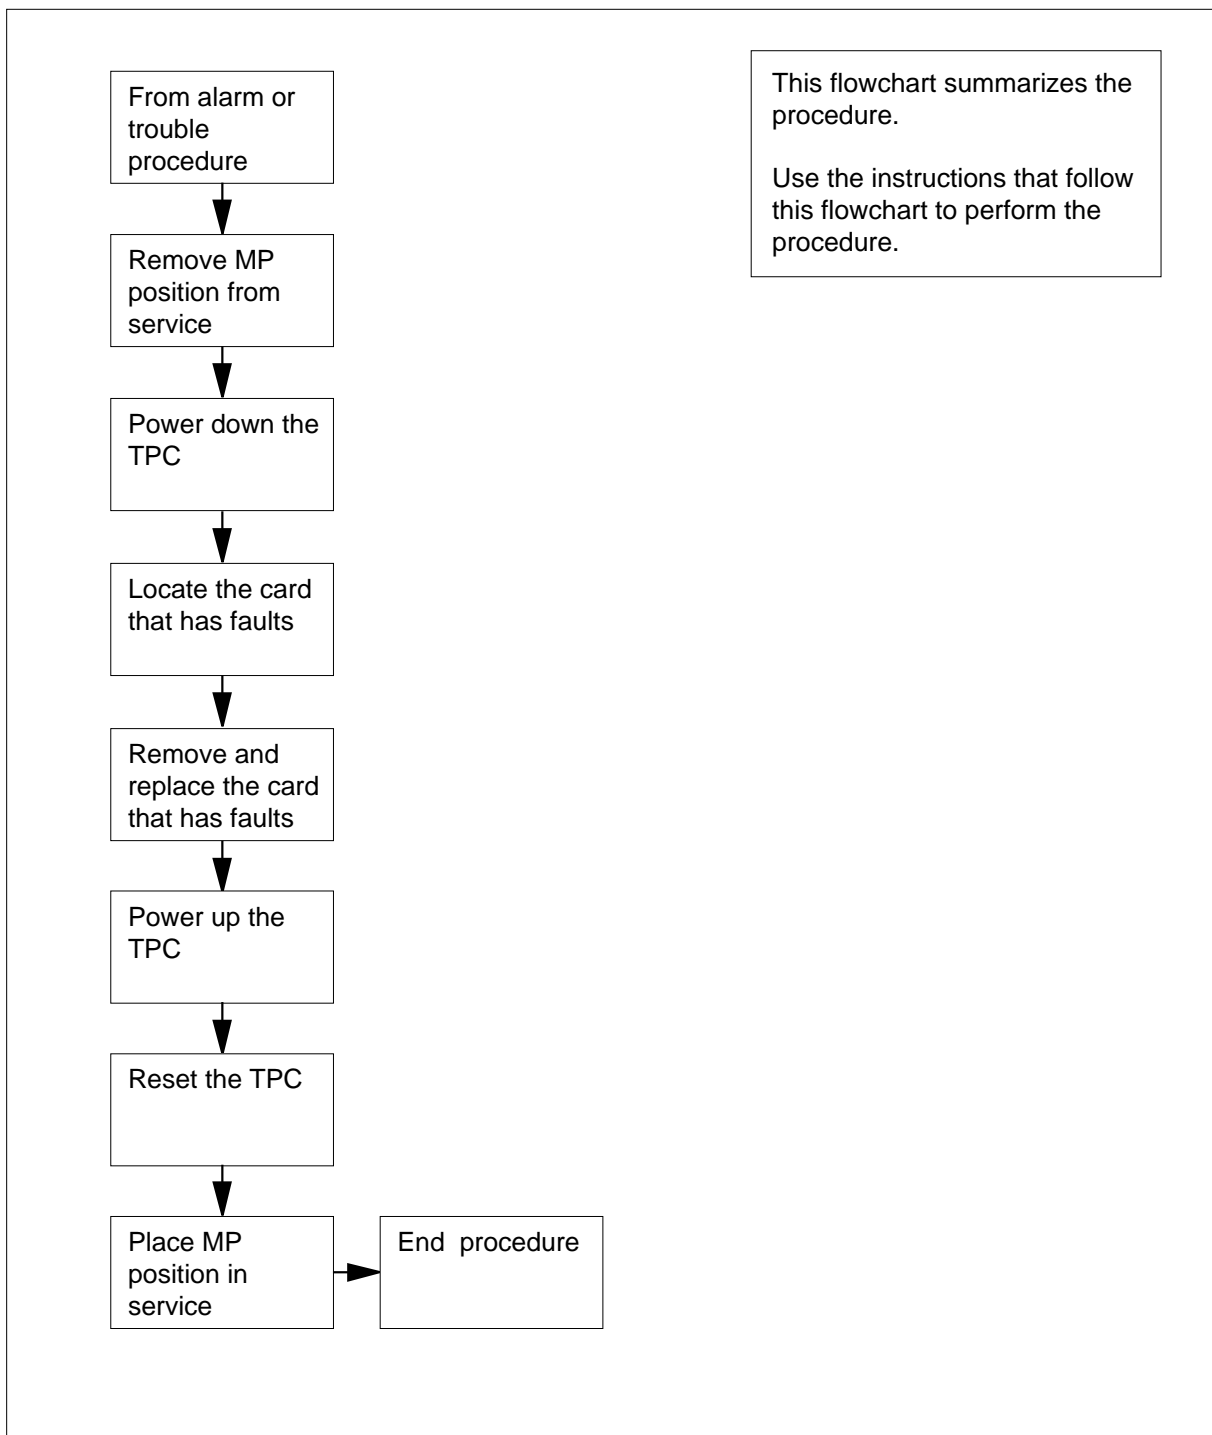 From alarm or
trouble
procedure
This flowchart summarizes the
procedure.
Use the instructions that follow
this flowchart to perform the
procedure.
Remove MP
position from
service
Power down the
TPC
Locate the card
that has faults
Remove and
replace the card
that has faults
Power up the
TPC
Reset the TPC
Place MP
position in
service
End procedure